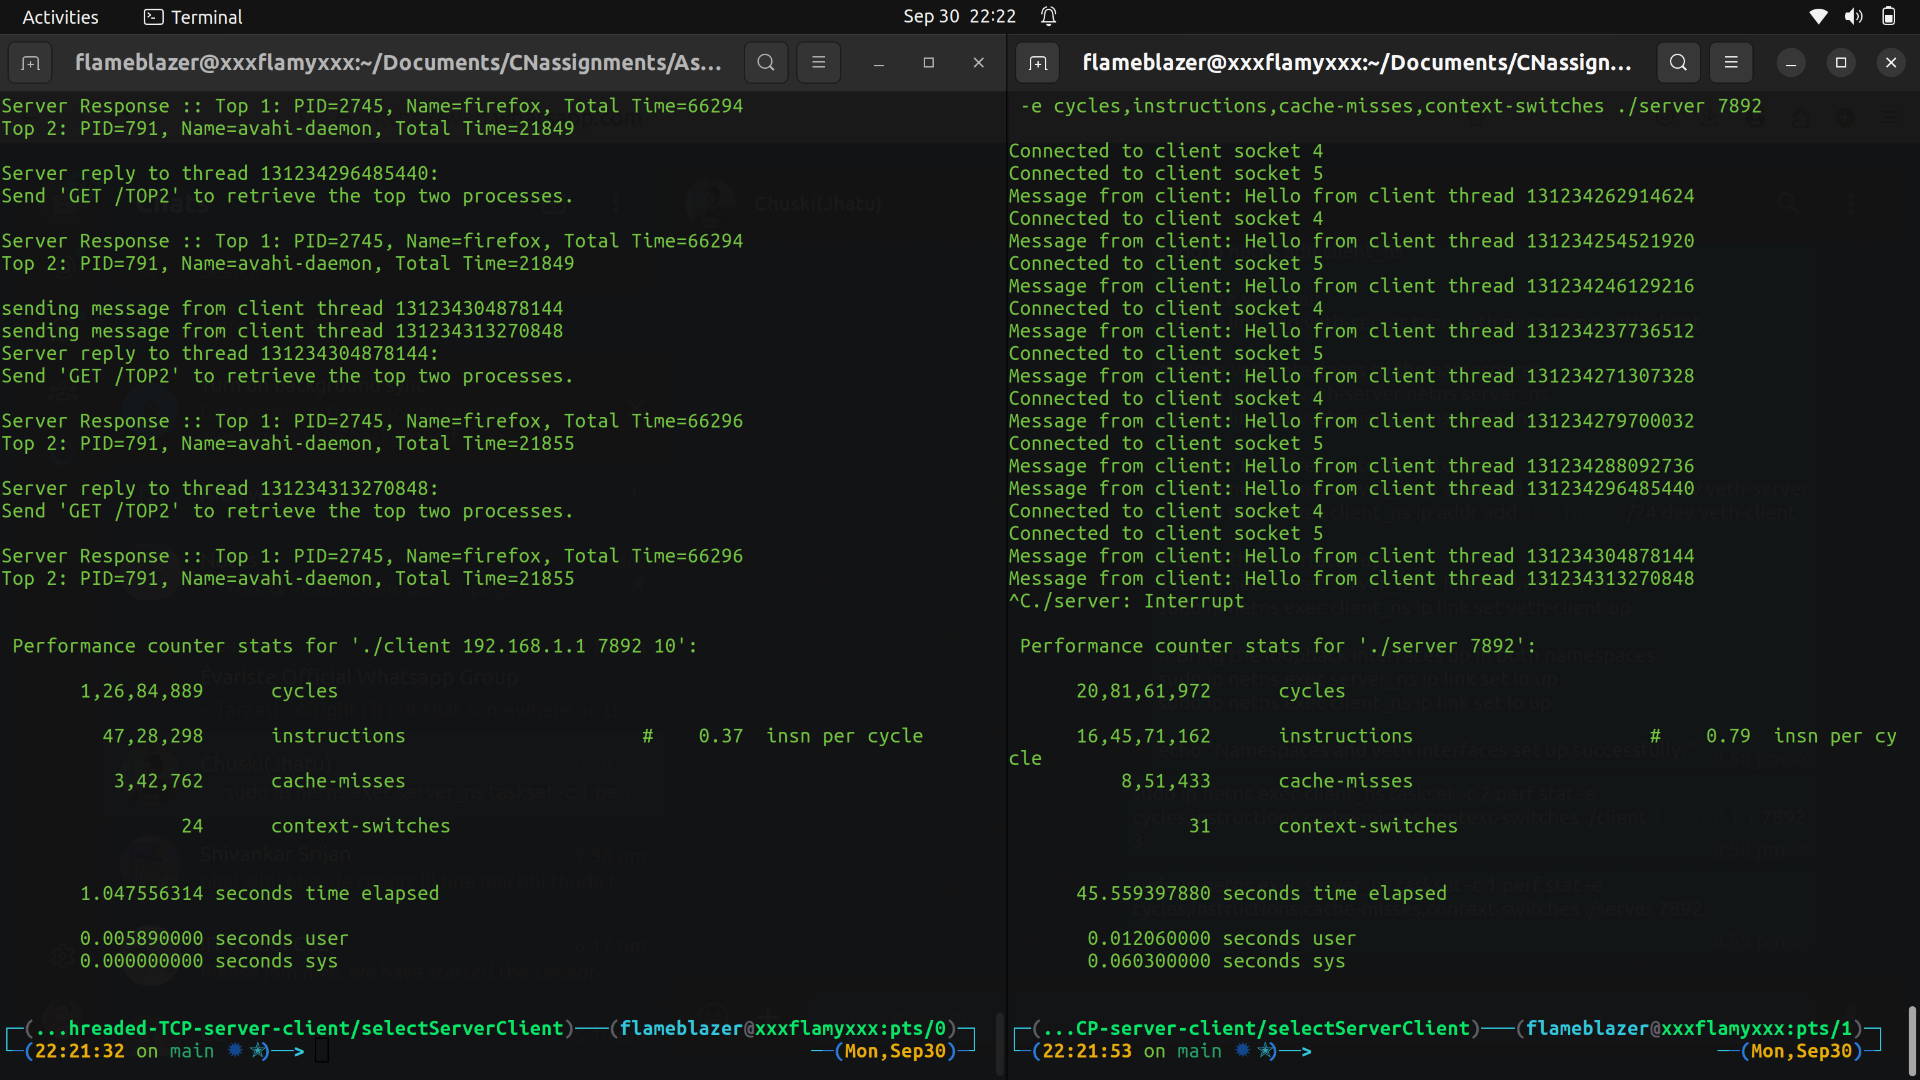 Activities
Terminal
Sep 30 22:22
flameblazer@xxxflamyxxx:~/Documents/CNassignments/As...
Server Response :: Top 1: PID=2745, Name=firefox, Total Time=66294
Top 2: PID=791, Name=avahi-daemon, Total Time=21849
Server reply to thread 131234296485440:
Send 'GET /TOP2' to retrieve the top two processes.
Server Response :: Top 1: PID=2745, Name=firefox, Total Time=66294
Top 2: PID=791, Name=avahi-daemon, Total Time=21849
sending message from client thread 131234304878144
sending message from client thread 131234313270848
Server reply to thread 131234304878144:
Send 'GET /TOP2' to retrieve the top two processes.
Server Response :: Top 1: PID=2745, Name=firefox, Total Time=66296
Top 2: PID=791, Name=avahi-daemon, Total Time=21855
Server reply to thread 131234313270848:
Send 'GET /TOP2' to retrieve the top two processes.
Server Response :: Top 1: PID=2745, Name=firefox, Total Time=66296
Top 2: PID=791, Name=avahi-daemon, Total Time=21855
Performance counter stats for './client 192.168.1.1 7892 10':
1,26,84,889 cycles
47,28,298 instructions # 0.37 insn per cycle
3,42,762 cache-misses
24 context-switches
1.047556314 seconds time elapsed
0.005890000 seconds user
0.000000000 seconds sys
(...hreaded-TCP-server-client/selectServerClient)——(flameblazer@xxxflamyxxx:pts/0)
(22:21:32 on main ✹ ✭)——> (Mon,Sep30)
flameblazer@xxxflamyxxx:~/Documents/CNassign...
-e cycles,instructions,cache-misses,context-switches ./server 7892
Connected to client socket 4
Connected to client socket 5
Message from client: Hello from client thread 131234262914624
Connected to client socket 4
Message from client: Hello from client thread 131234254521920
Connected to client socket 5
Message from client: Hello from client thread 131234246129216
Connected to client socket 4
Message from client: Hello from client thread 131234237736512
Connected to client socket 5
Message from client: Hello from client thread 131234271307328
Connected to client socket 4
Message from client: Hello from client thread 131234279700032
Connected to client socket 5
Message from client: Hello from client thread 131234288092736
Message from client: Hello from client thread 131234296485440
Connected to client socket 4
Connected to client socket 5
Message from client: Hello from client thread 131234304878144
Message from client: Hello from client thread 131234313270848
^C./server: Interrupt
Performance counter stats for './server 7892':
20,81,61,972 cycles
16,45,71,162 instructions # 0.79 insn per cy
cle
8,51,433 cache-misses
31 context-switches
45.559397880 seconds time elapsed
0.012060000 seconds user
0.060300000 seconds sys
(...CP-server-client/selectServerClient)——(flameblazer@xxxflamyxxx:pts/1)
(22:21:53 on main ✹ ✭)——> (Mon,Sep30)